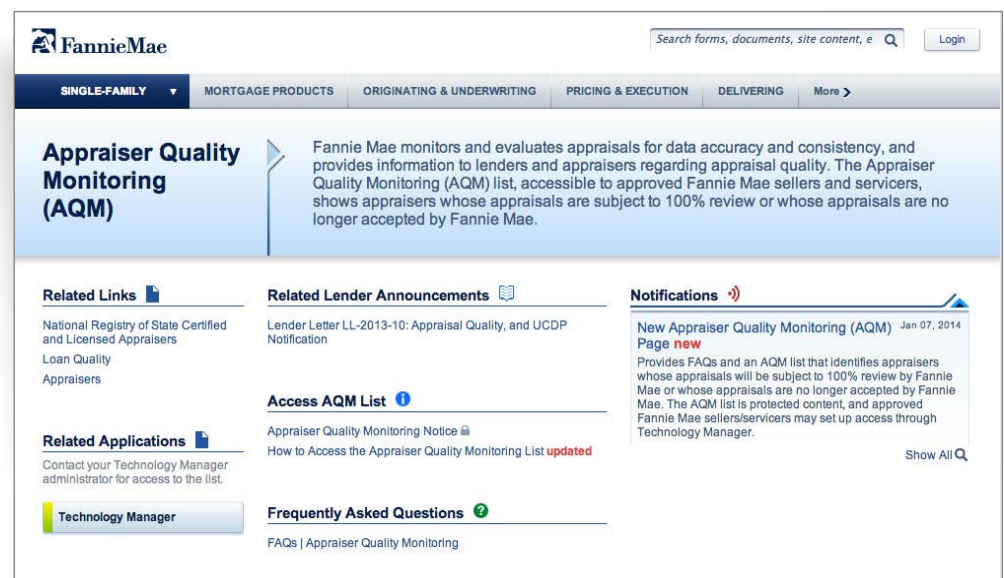 FannieMae
Search forms, documents, site content, e
Login
SINGLE-FAMILY
MORTGAGE PRODUCTS
ORIGINATING & UNDERWRITING
PRICING & EXECUTION
DELIVERING
More
Appraiser Quality
Monitoring
(AQM)
Fannie Mae monitors and evaluates appraisals for data accuracy and consistency, and
provides information to lenders and appraisers regarding appraisal quality. The Appraiser
Quality Monitoring (AQM) list, accessible to approved Fannie Mae sellers and servicers,
shows appraisers whose appraisals are subject to 100% review or whose appraisals are no
longer accepted by Fannie Mae.
Related Links
National Registry of State Certified
and Licensed Appraisers
Loan Quality
Appraisers
Related Applications
Contact your Technology Manager
administrator for access to the list.
Technology Manager
Related Lender Announcements
Lender Letter LL-2013-10: Appraisal Quality, and UCDP
Notification
Access AQM List
Appraiser Quality Monitoring Notice
How to Access the Appraiser Quality Monitoring List updated
Frequently Asked Questions
FAQs | Appraiser Quality Monitoring
Notifications
New Appraiser Quality Monitoring (AQM) Jan 07, 2014
Page new
Provides FAQs and an AQM list that identifies appraisers
whose appraisals will be subject to 100% review by Fannie
Mae or whose appraisals are no longer accepted by Fannie
Mae. The AQM list is protected content, and approved
Fannie Mae sellers/servicers may set up access through
Technology Manager.
Show All